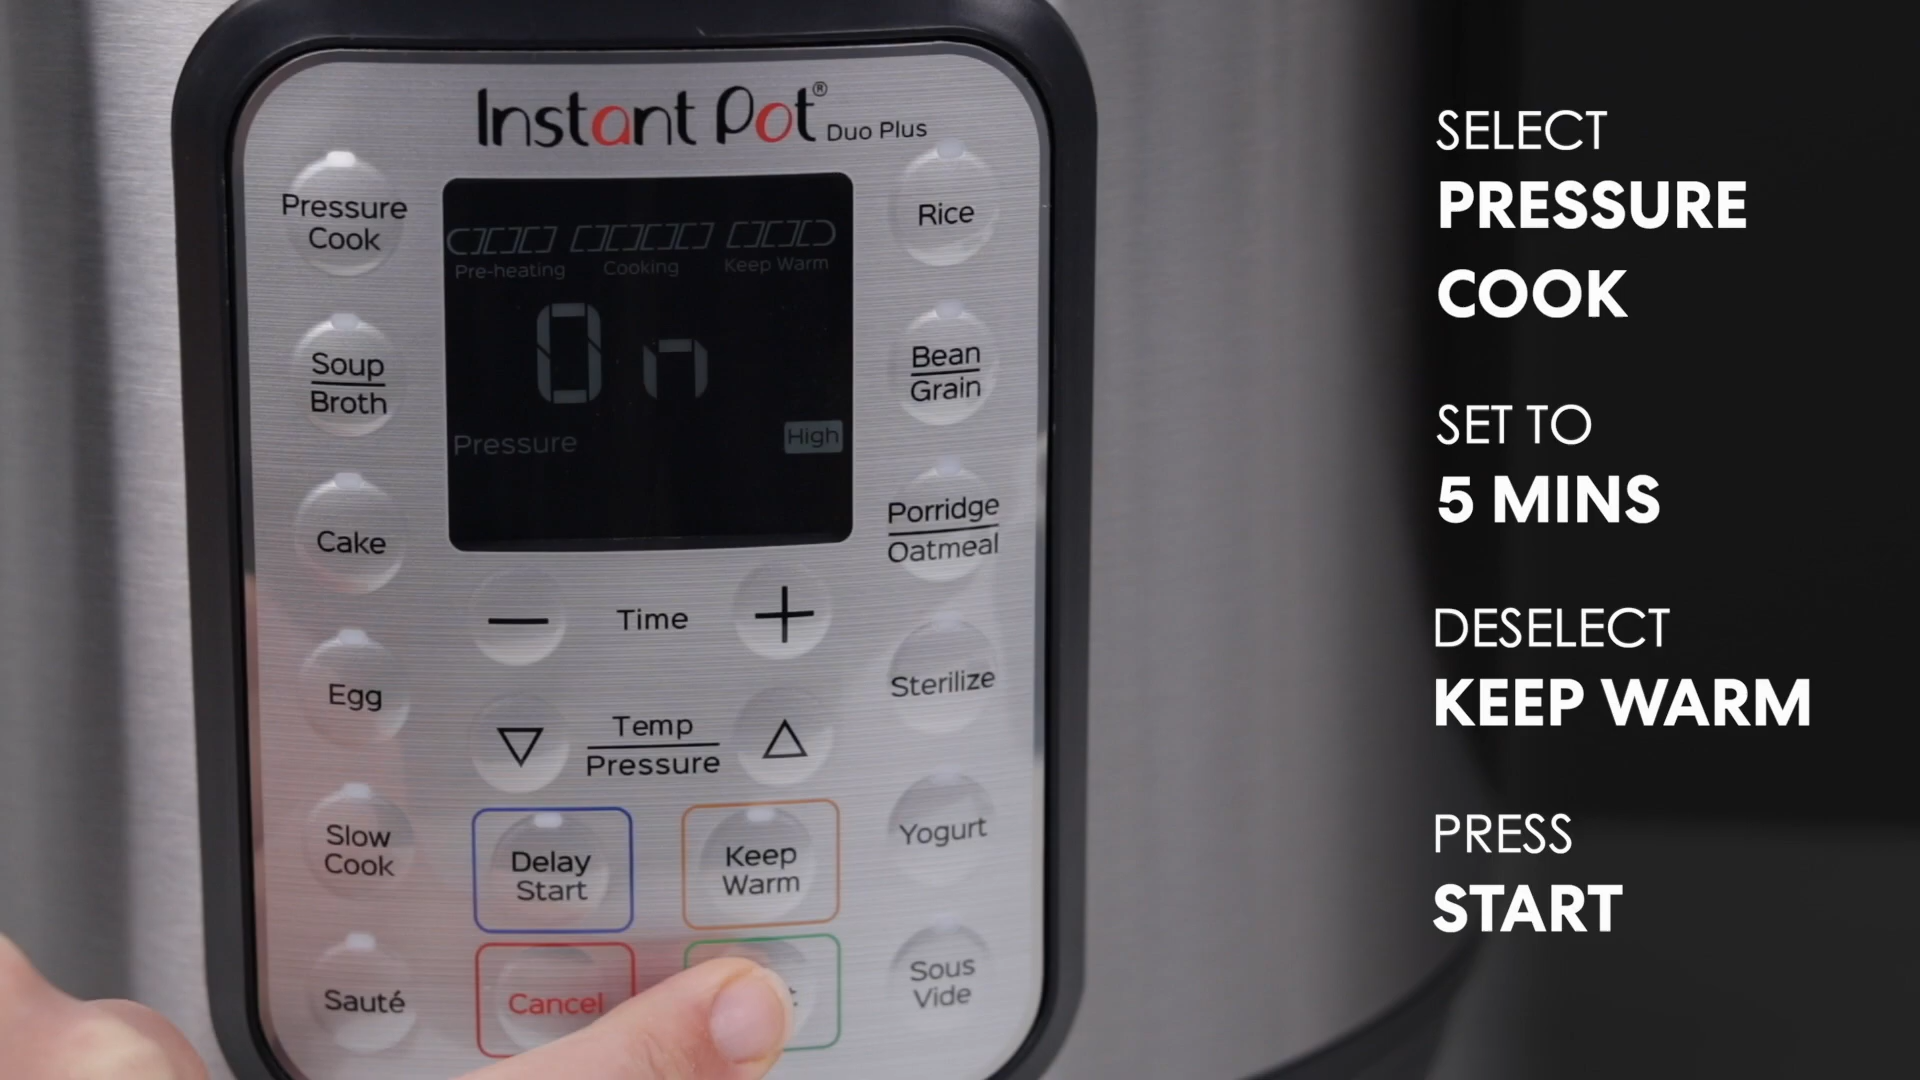 Instant Pot® Duo Plus
Pressure
Cook
Soup
Broth
Cake
Egg
Slow
Cook
Sauté
Pre-heating Cooking Keep Warm
On
Pressure High
— Time +
Temp
Pressure
Delay
Start
Keep
Warm
Cancel
Rice
Bean
Grain
Porridge
Oatmeal
Sterilize
Yogurt
Sous
Vide
SELECT
PRESSURE
COOK
SET TO
5 MINS
DESELECT
KEEP WARM
PRESS
START